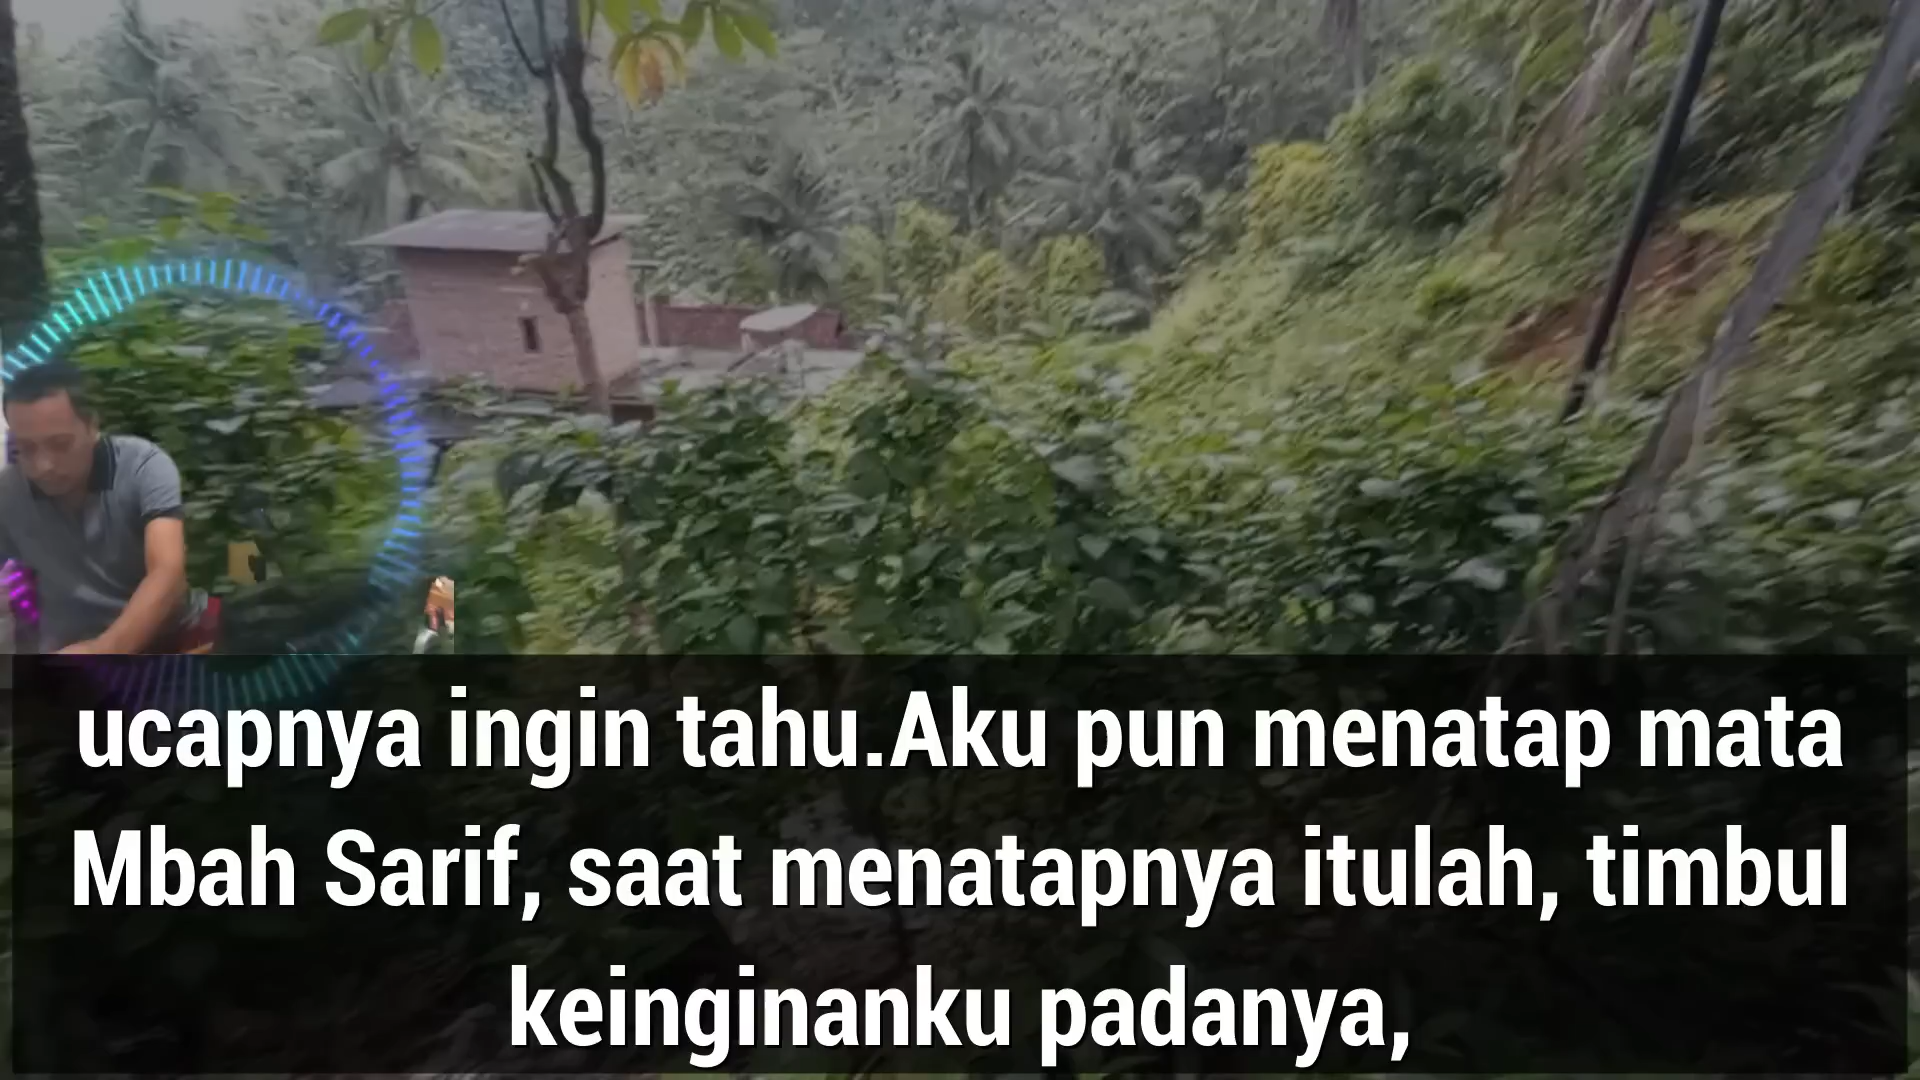 ucapnya ingin tahu.Aku pun menatap mata
Mbah Sarif, saat menatapnya itulah, timbul
keinginanku padanya,